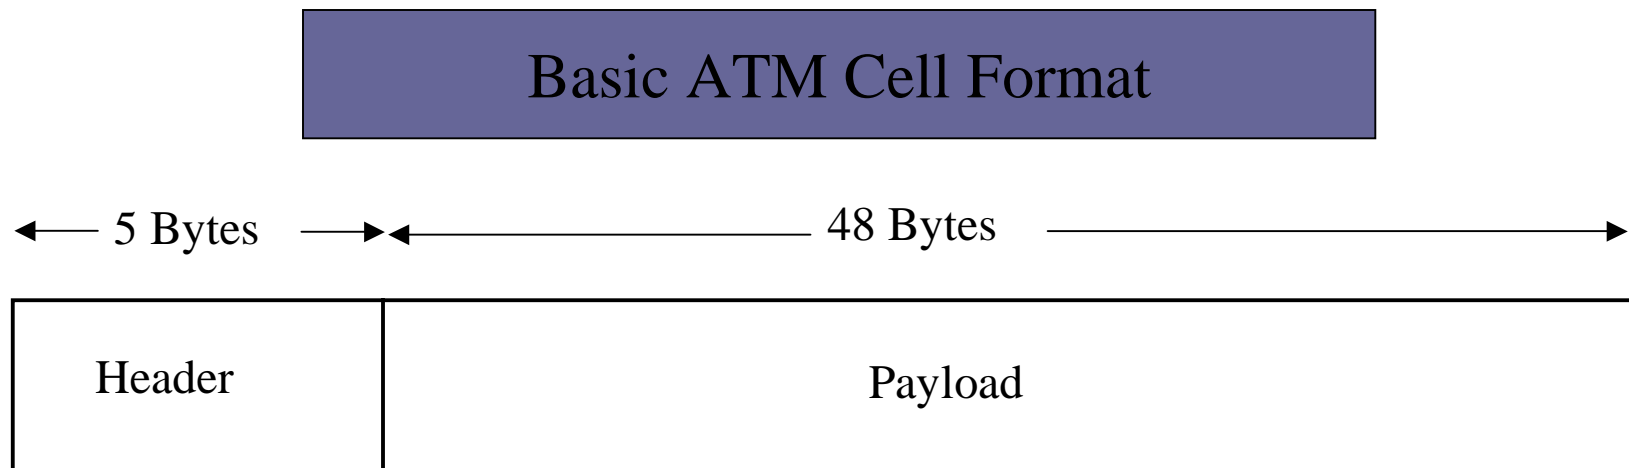 Basic ATM Cell Format
5 Bytes
48 Bytes
Header
Payload